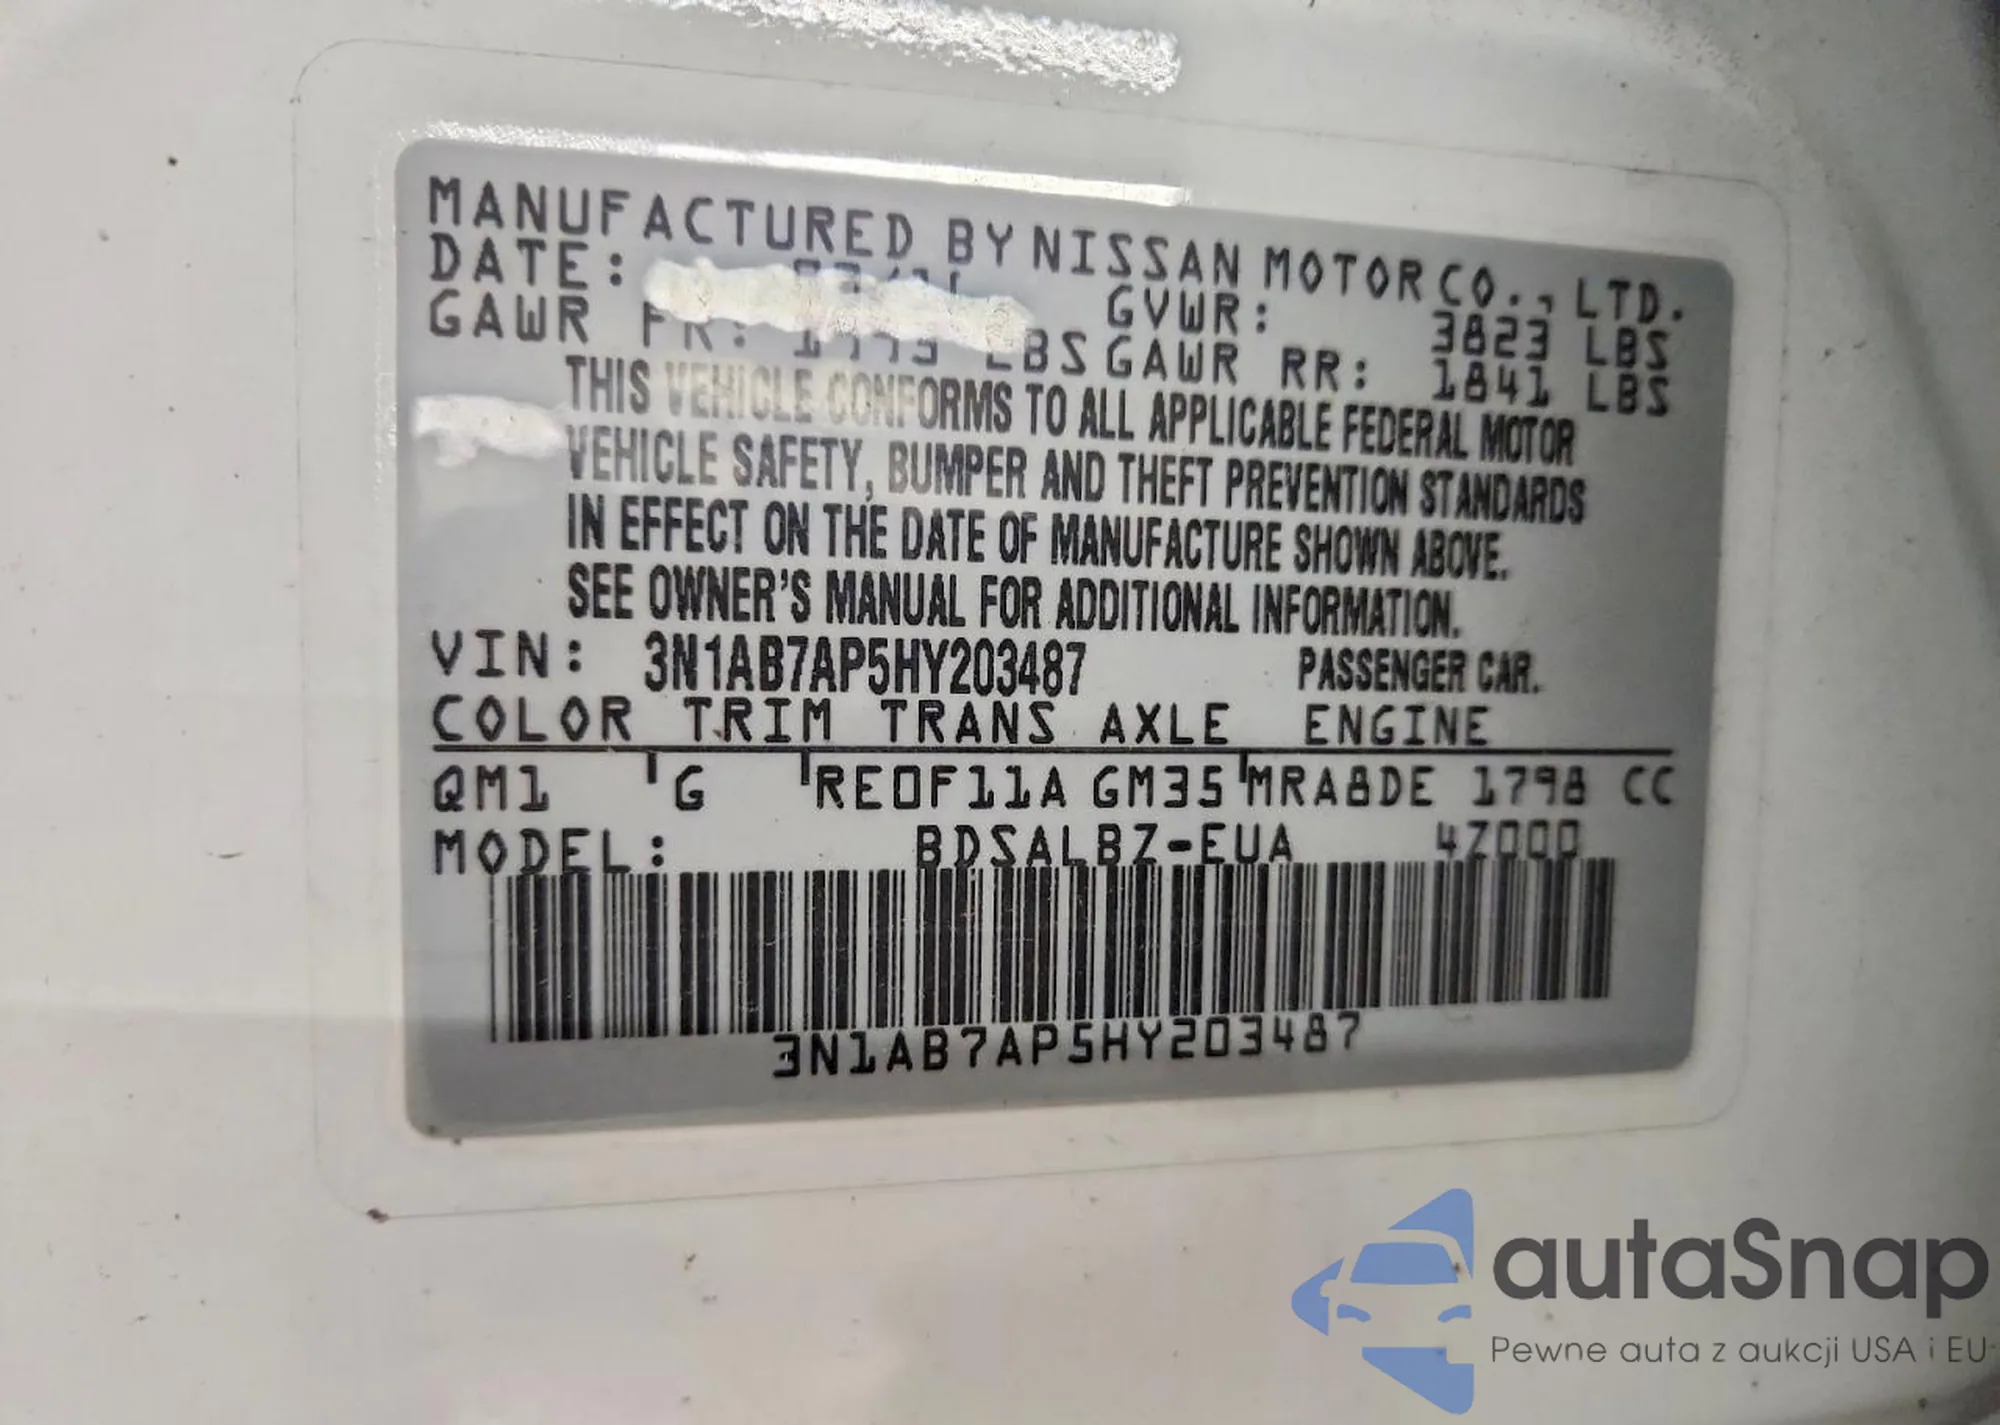 MANUFACTURED BY NISSAN MOTOR CO., LTD.
DATE: GVWR: 3823 LBS
GAWR FR: LBS GAWR RR: 1841 LBS
THIS VEHICLE CONFORMS TO ALL APPLICABLE FEDERAL MOTOR
VEHICLE SAFETY, BUMPER AND THEFT PREVENTION STANDARDS
IN EFFECT ON THE DATE OF MANUFACTURE SHOWN ABOVE.
SEE OWNER'S MANUAL FOR ADDITIONAL INFORMATION.
VIN: 3N1AB7AP5HY203487 PASSENGER CAR.
COLOR TRIM TRANS AXLE ENGINE
QM1 G RE0F11A GM35 MRA8DE 1798 CC
MODEL: BDSALBZ-EUA 4Z000
3N1AB7AP5HY203487
autoSnap
Pewne auta z aukcji USA i EU